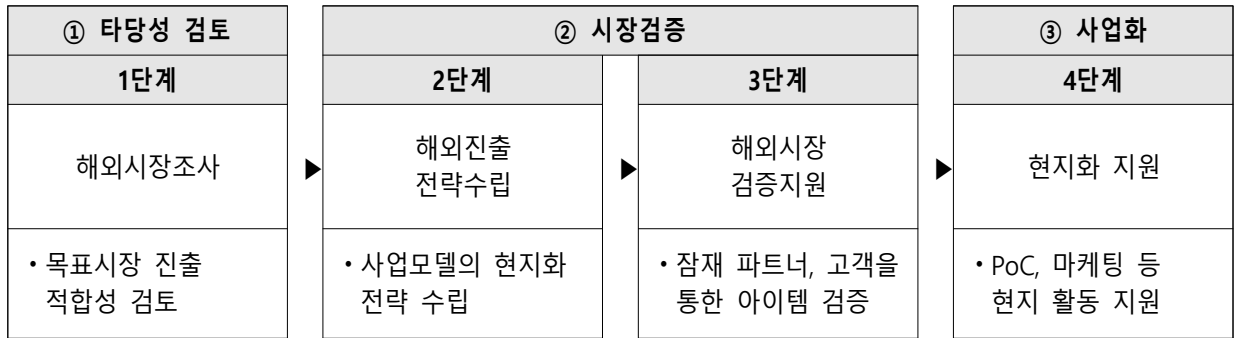 ① 타당성 검토
② 시장검증
③ 사업화
1단계
2단계
3단계
4단계
해외시장조사
▶
해외진출
전략수립
▶
해외시장
검증지원
▶
현지화 지원
• 목표시장 진출
적합성 검토
• 사업모델의 현지화
전략 수립
• 잠재 파트너, 고객을
통한 아이템 검증
• PoC, 마케팅 등
현지 활동 지원